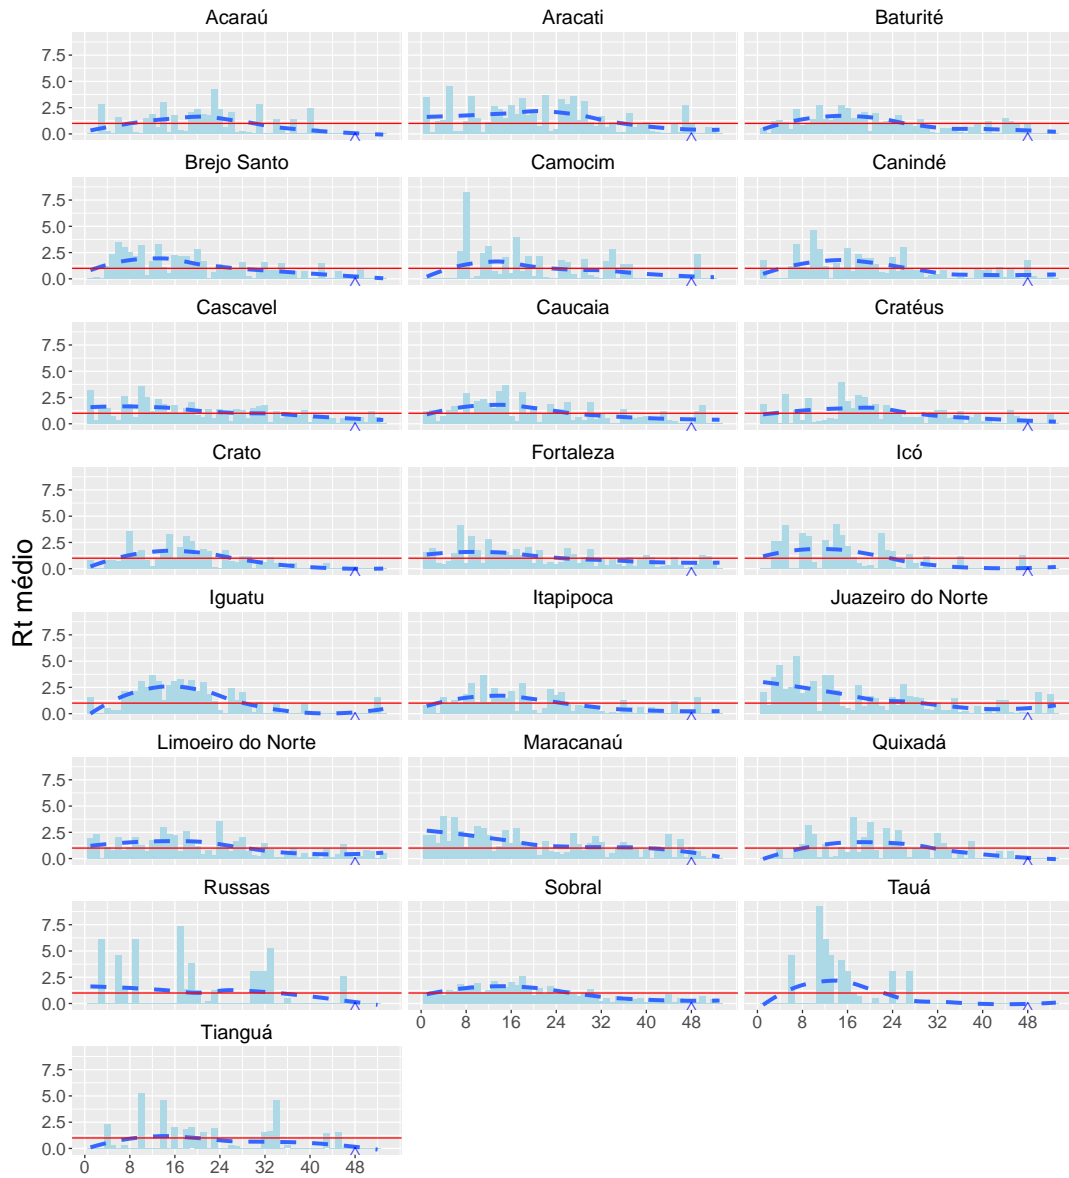 Acaraú Aracati Baturité
7.5
5.0
2.5
0.0
Brejo Santo Camocim Canindé
7.5
5.0
2.5
0.0
Cascavel Caucaia Cratéus
7.5
5.0
2.5
0.0
Crato Fortaleza Icó
7.5
5.0
2.5
0.0
Rt médio
Iguatu Itapipoca Juazeiro do Norte
7.5
5.0
2.5
0.0
Limoeiro do Norte Maracanaú Quixadá
7.5
5.0
2.5
0.0
Russas Sobral Tauá
7.5
5.0
2.5
0.0
0 8 16 24 32 40 48 0 8 16 24 32 40 48
Tianguá
7.5
5.0
2.5
0.0
0 8 16 24 32 40 48